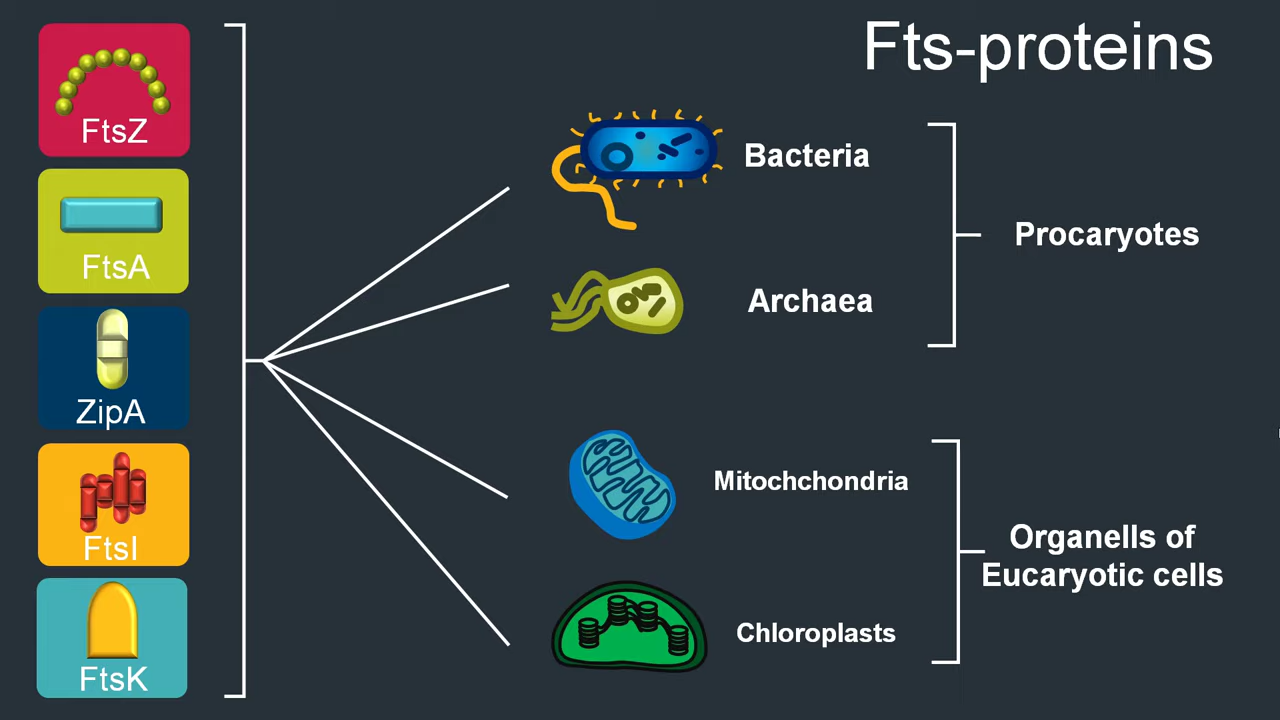 Fts-proteins
FtsZ
FtsA
ZipA
FtsI
FtsK
Bacteria
Archaea
Procaryotes
Mitochchondria
Chloroplasts
Organells of
Eucaryotic cells